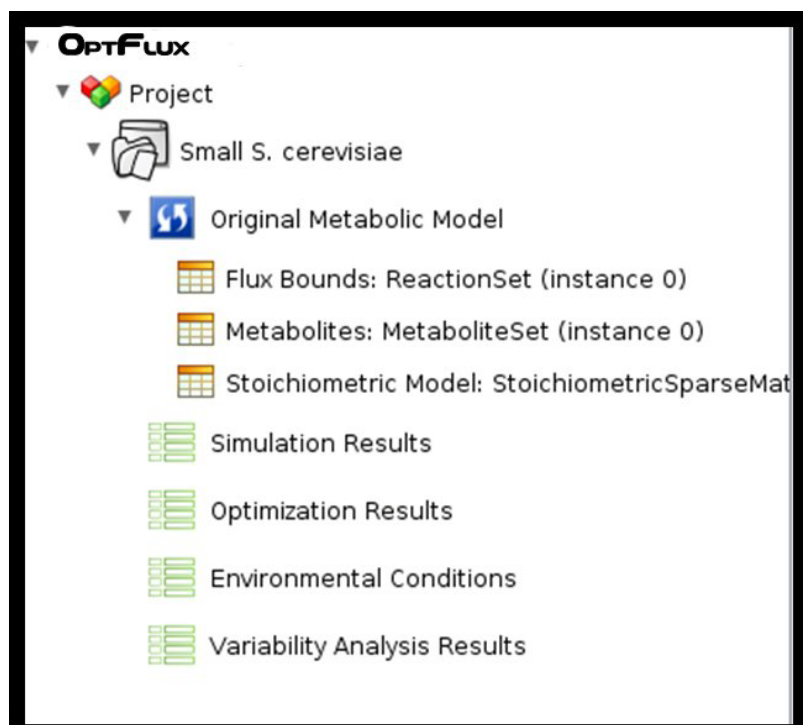 OptFlux
Project
Small S. cerevisiae
Original Metabolic Model
Flux Bounds: ReactionSet (instance 0)
Metabolites: MetaboliteSet (instance 0)
Stoichiometric Model: StoichiometricSparseMat
Simulation Results
Optimization Results
Environmental Conditions
Variability Analysis Results